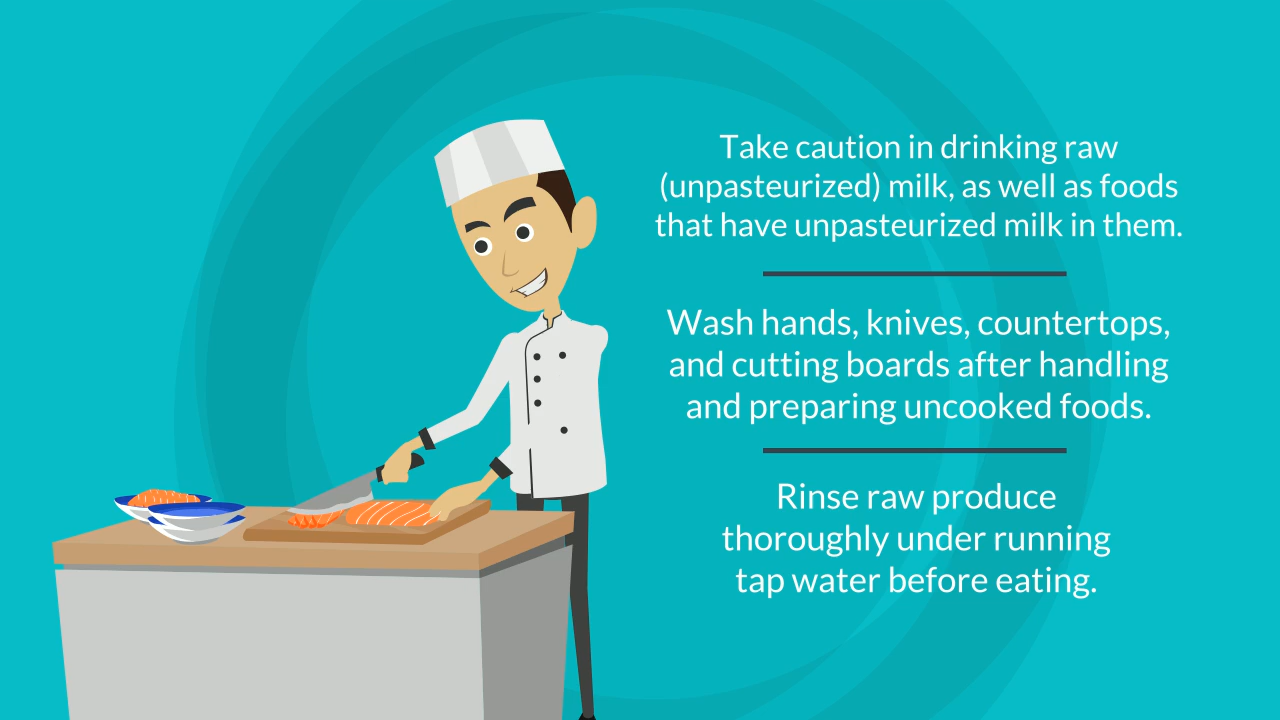 Take caution in drinking raw
(unpasteurized) milk, as well as foods
that have unpasteurized milk in them.
Wash hands, knives, countertops,
and cutting boards after handling
and preparing uncooked foods.
Rinse raw produce
thoroughly under running
tap water before eating.